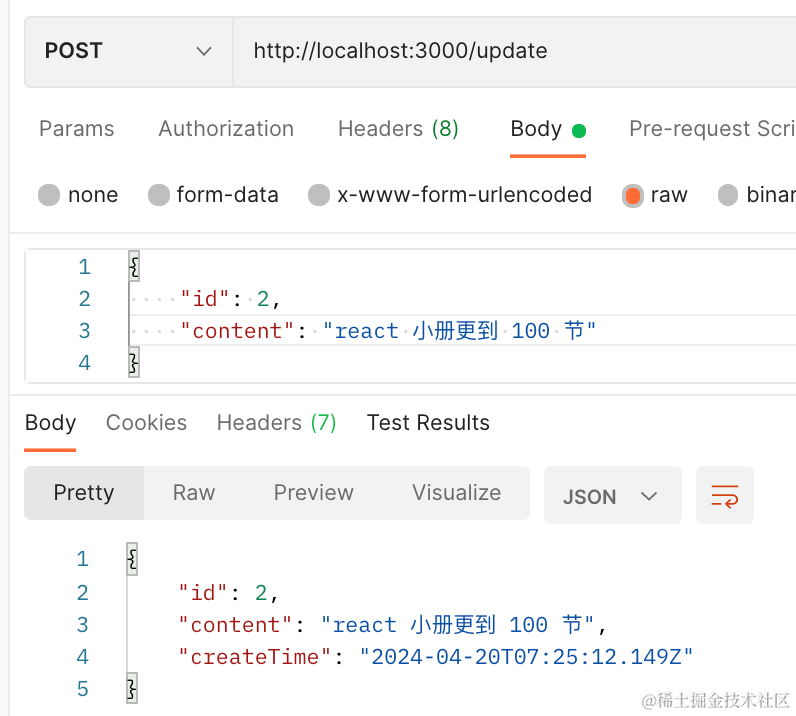 POST http://localhost:3000/update
Params Authorization Headers (8) Body Pre-request Scri
none form-data x-www-form-urlencoded raw binar
1 {
2 "id": 2,
3 "content": "react 小册更到 100 节"
4 }
Body Cookies Headers (7) Test Results
Pretty Raw Preview Visualize JSON
1 {
2 "id": 2,
3 "content": "react 小册更到 100 节",
4 "createTime": "2024-04-20T07:25:12.149Z"
5 }
@稀土掘金技术社区